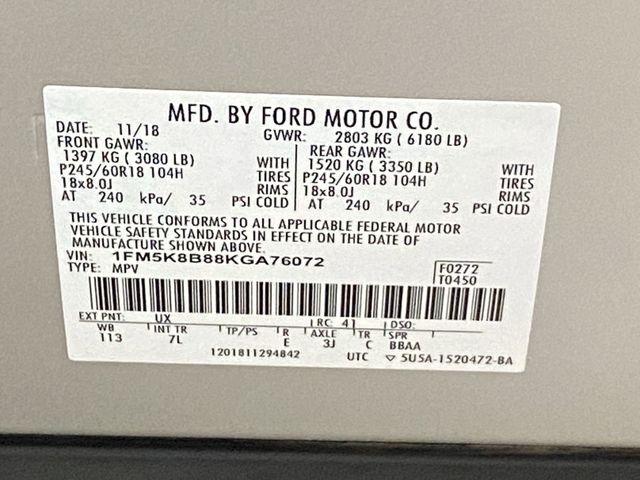 MFD. BY FORD MOTOR CO.
DATE: 11/18 GVWR: 2803 KG ( 6180 LB)
FRONT GAWR: REAR GAWR:
1397 KG ( 3080 LB) WITH 1520 KG ( 3350 LB) WITH
P245/60R18 104H TIRES P245/60R18 104H TIRES
18x8.0J RIMS 18x8.0J RIMS
AT 240 kPa/ 35 PSI COLD AT 240 kPa/ 35 PSI COLD
THIS VEHICLE CONFORMS TO ALL APPLICABLE FEDERAL MOTOR
VEHICLE SAFETY STANDARDS IN EFFECT ON THE DATE OF
MANUFACTURE SHOWN ABOVE.
VIN: 1FM5K8B88KGA76072 F0272
TYPE: MPV T0450
EXT PNT: UX RC: 41 DSO:
WB INT TR TP/PS R AXLE TR SPR
113 7L E 3J C BBAA
1201811294842 UTC ▽ 5U5A-1520472-BA